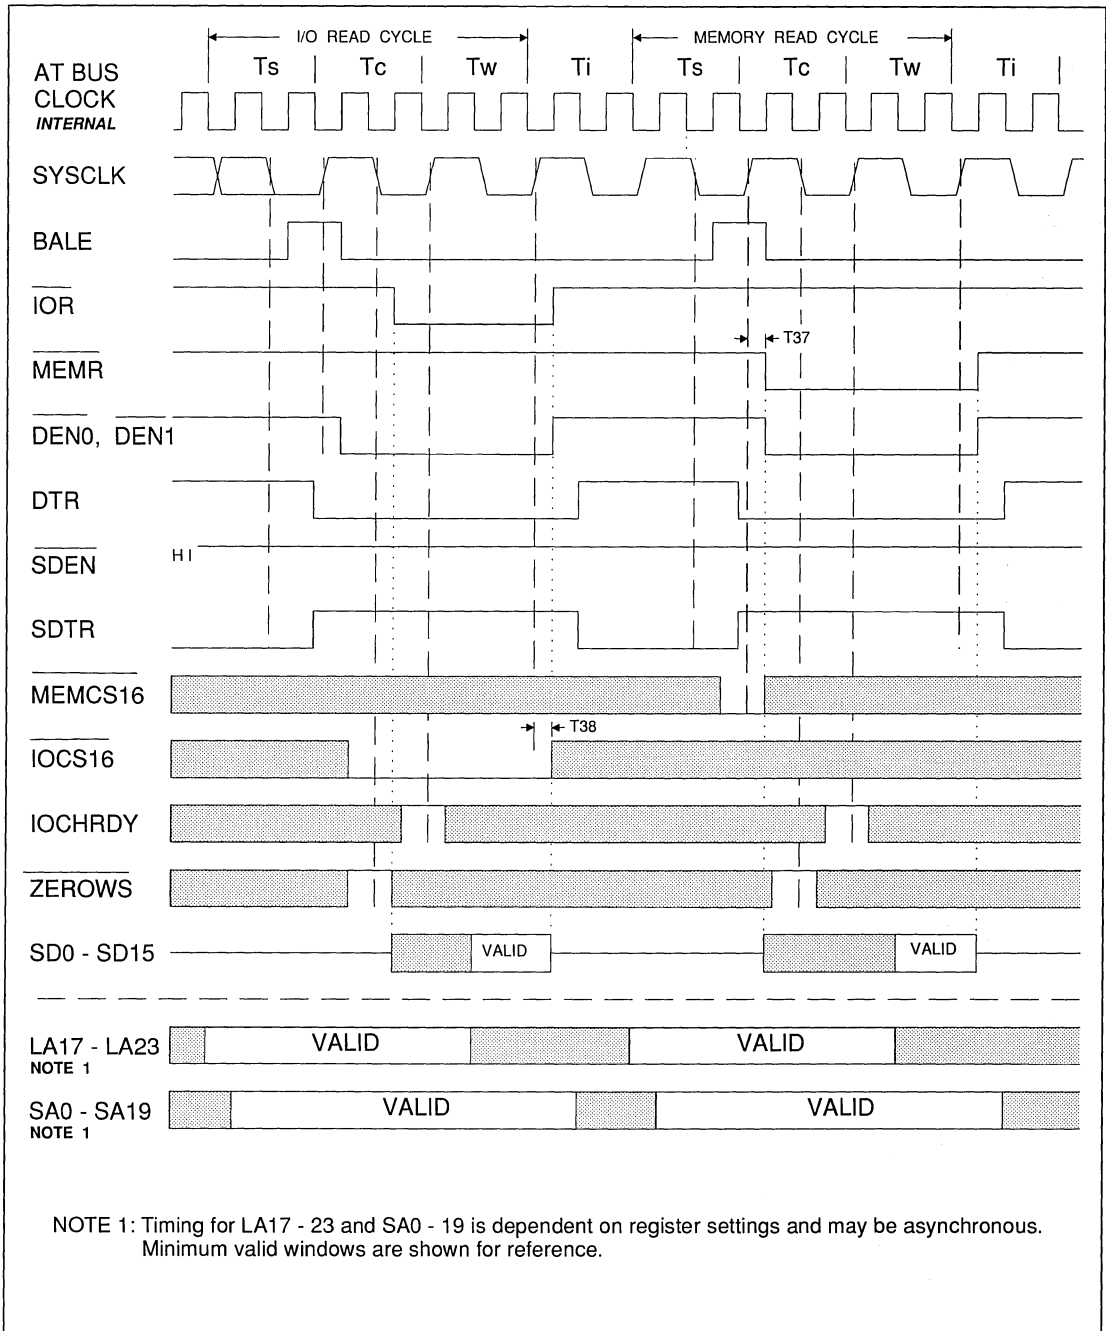 I/O READ CYCLE MEMORY READ CYCLE
Ts Tc Tw Ti Ts Tc Tw Ti
AT BUS
CLOCK
INTERNAL
SYSCLK
BALE
IOR
T37
MEMR
DEN0, DEN1
DTR
HI
SDEN
SDTR
MEMCS16
T38
IOCS16
IOCHRDY
ZEROWS
SD0 - SD15 VALID VALID
LA17 - LA23 VALID VALID
NOTE 1
SA0 - SA19 VALID VALID
NOTE 1
NOTE 1: Timing for LA17 - 23 and SA0 - 19 is dependent on register settings and may be asynchronous.
Minimum valid windows are shown for reference.